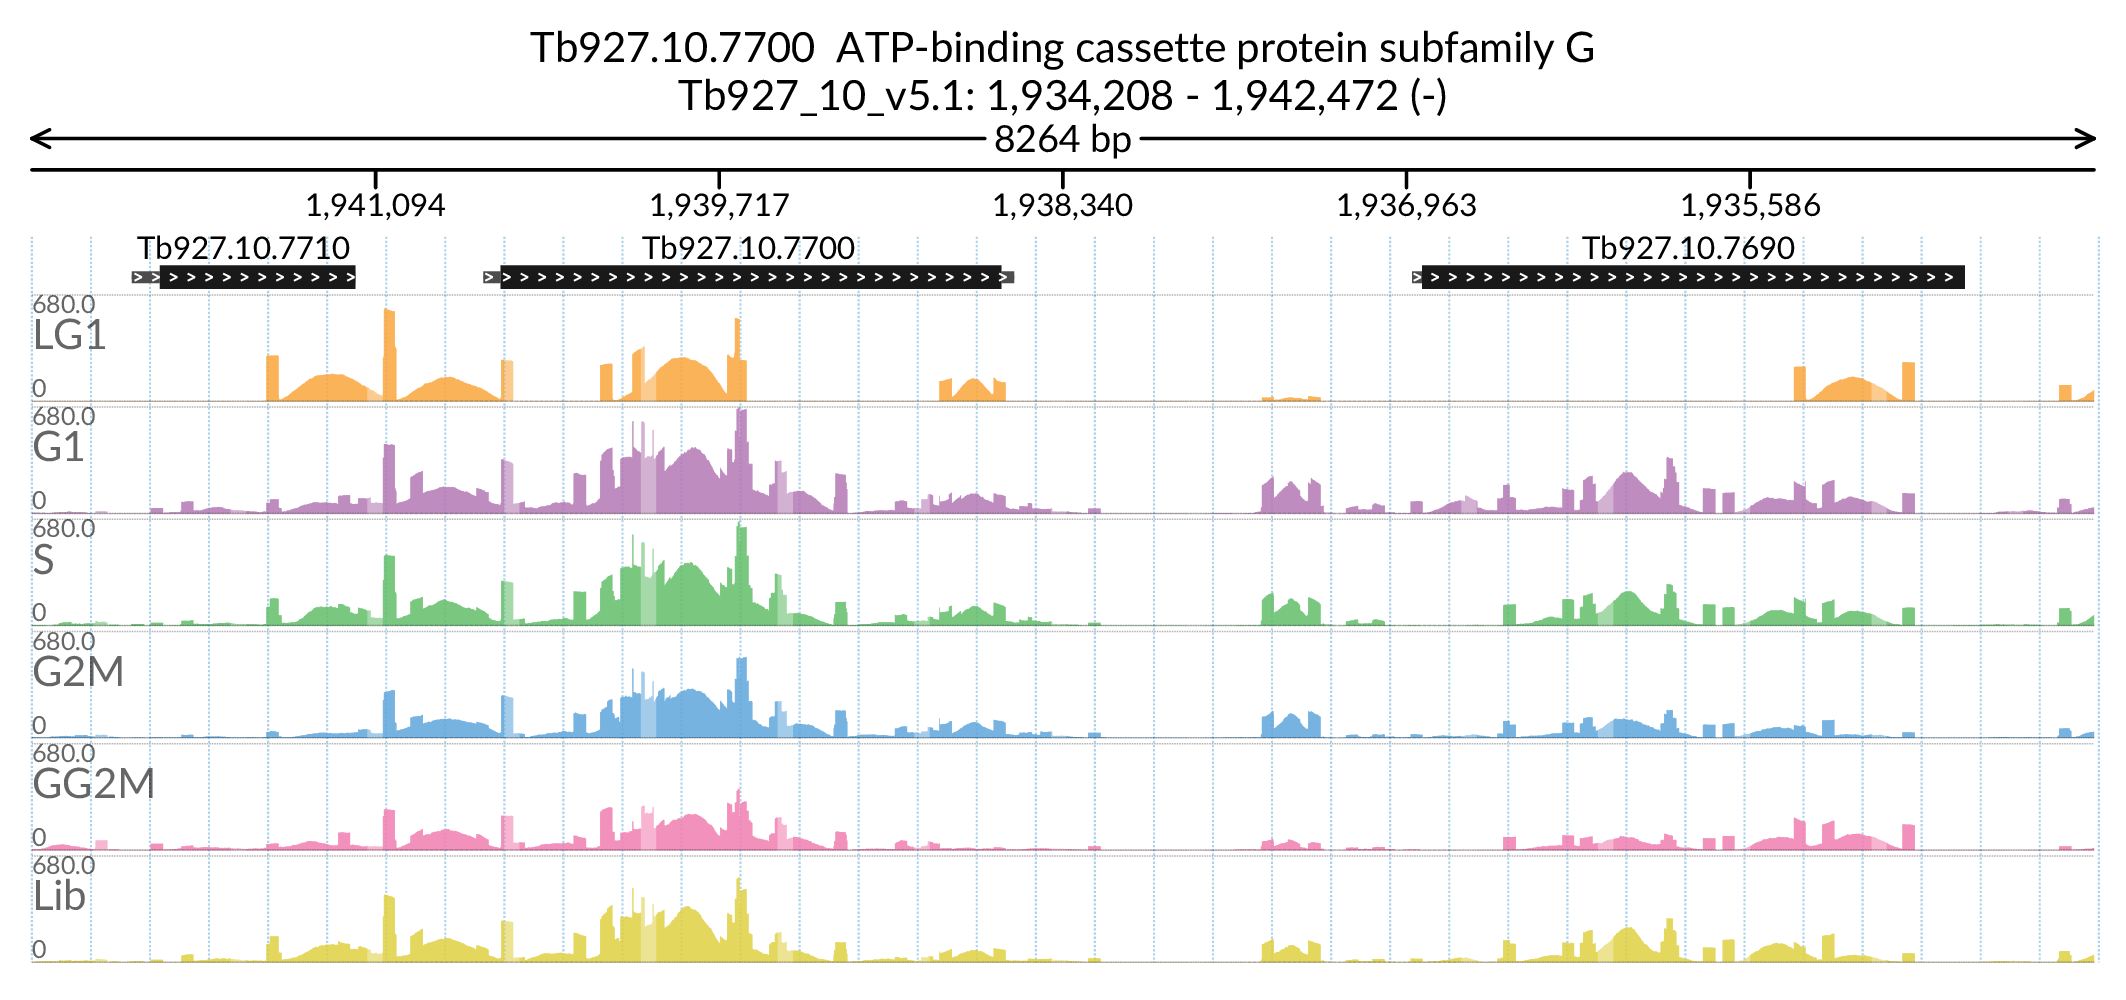 Tb927.10.7700  ATP-binding cassette protein subfamily G
Tb927_10_v5.1: 1,934,208 - 1,942,472 (-)
8264 bp
1,941,094 1,939,717 1,938,340 1,936,963 1,935,586
Tb927.10.7710 Tb927.10.7700 Tb927.10.7690
680.0
LG1
0
680.0
G1
0
680.0
S
0
680.0
G2M
0
680.0
GG2M
0
680.0
Lib
0